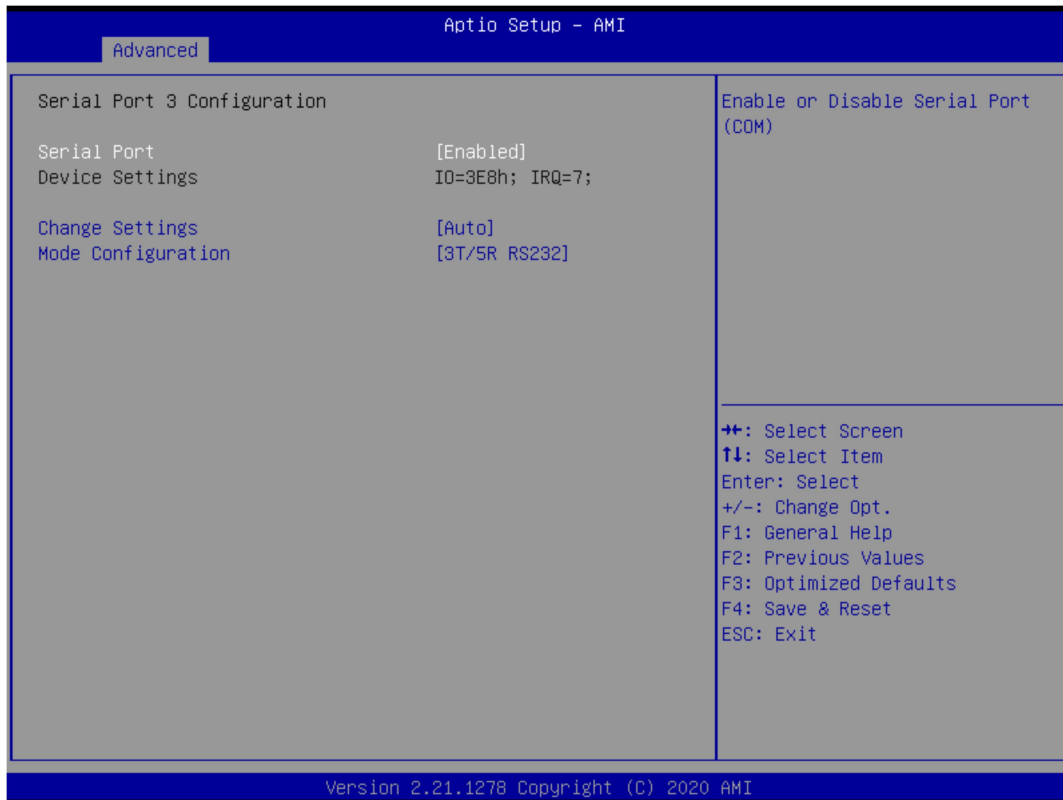 Aptio Setup – AMI
Advanced
Serial Port 3 Configuration
Serial Port [Enabled]
Device Settings IO=3E8h; IRQ=7;
Change Settings [Auto]
Mode Configuration [3T/5R RS232]
Enable or Disable Serial Port
(COM)
→←: Select Screen
↑↓: Select Item
Enter: Select
+/-: Change Opt.
F1: General Help
F2: Previous Values
F3: Optimized Defaults
F4: Save & Reset
ESC: Exit
Version 2.21.1278 Copyright (C) 2020 AMI